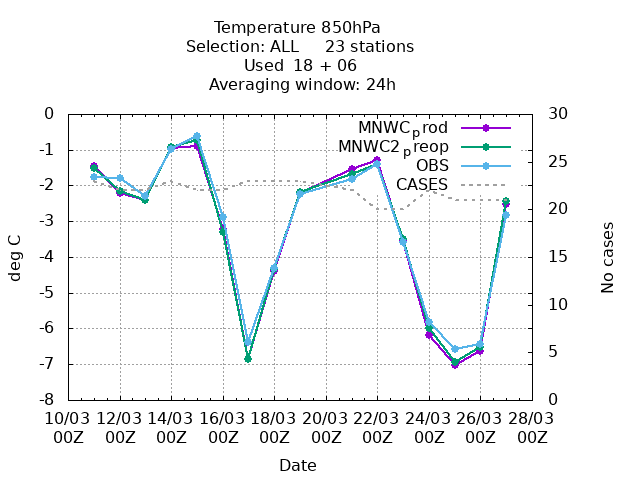 Temperature 850hPa
Selection: ALL     23 stations
Used  18 + 06
Averaging window: 24h
0 30
MNWCprod
MNWC2preop
OBS
CASES
-1 25
-2 20
-3
-4 15
-5 10
-6
-7 5
-8 0
deg C
No cases
10/03 12/03 14/03 16/03 18/03 20/03 22/03 24/03 26/03 28/03
00Z 00Z 00Z 00Z 00Z 00Z 00Z 00Z 00Z 00Z
Date